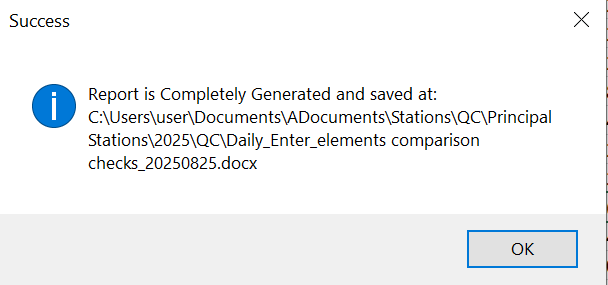 Success
Report is Completely Generated and saved at:
C:\Users\user\Documents\ADocuments\Stations\QC\Principal
Stations\2025\QC\Daily_Enter_elements comparison
checks_20250825.docx
OK